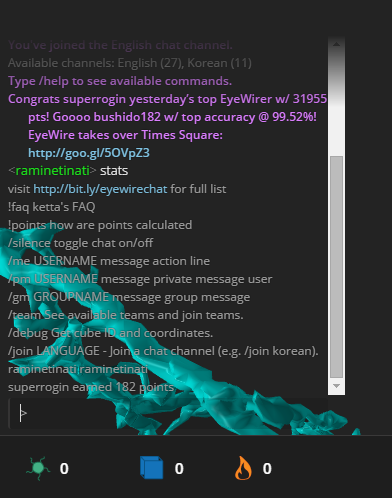 You've joined the English chat channel.
Available channels: English (27), Korean (11)
Type /help to see available commands.
Congrats superrogin yesterday's top EyeWirer w/ 31955
pts! Goooo bushido182 w/ top accuracy @ 99.52%!
EyeWire takes over Times Square:
http://goo.gl/5OVpZ3
<raminetinati> stats
visit http://bit.ly/eyewirechat for full list
!faq ketta's FAQ
!points how are points calculated
/silence toggle chat on/off
/me USERNAME message action line
/pm USERNAME message private message user
/gm GROUPNAME message group message
/team See available teams and join teams.
/debug Get cube ID and coordinates.
/join LANGUAGE - Join a chat channel (e.g. /join korean).
raminetinati raminetinati
superrogin earned 182 points
>
0 0 0